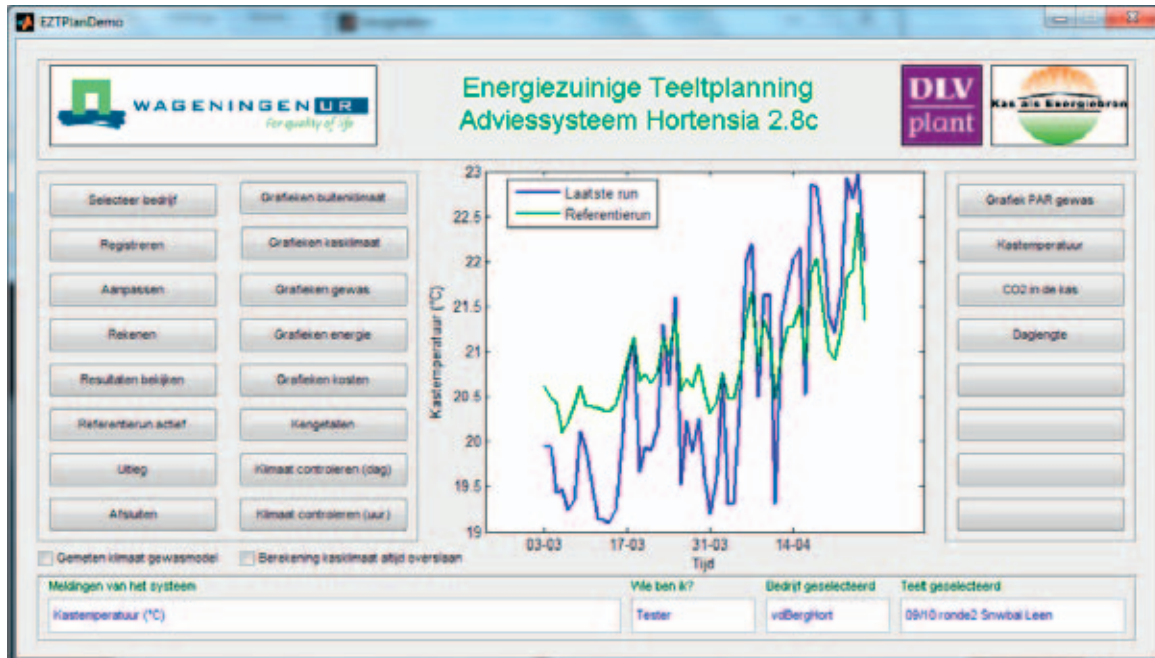 EZTPlanDemo
WAGENINGEN UR
For quality of life
Energiezuinige Teeltplanning
Adviessysteem Hortensia 2.8c
DLV
plant
Kas als Energiebron
Selecteer bedrijf
Registreren
Aanpassen
Rekenen
Resultaten bekijken
Referentierun actief
Uitleg
Afsluiten
Grafieken buitenklimaat
Grafieken kasklimaat
Grafieken gewas
Grafieken energie
Grafieken kosten
Kengetallen
Klimaat controleren (dag)
Klimaat controleren (uur)
Laatste run
Referentierun
Kastemperatuur (°C)
23
22.5
22
21.5
21
20.5
20
19.5
19
03-03 17-03 31-03 14-04
Tijd
Grafiek PAR gewas
Kastemperatuur
CO2 in de kas
Daglengte
Gemeten klimaat gewasmodel
Berekening kasklimaat altijd overslaan
Meldingen van het systeem
Kastemperatuur (°C)
Wie ben ik?
Tester
Bedrijf geselecteerd
vdBergHort
Teelt geselecteerd
09/10 ronde2 Snwbal Leen